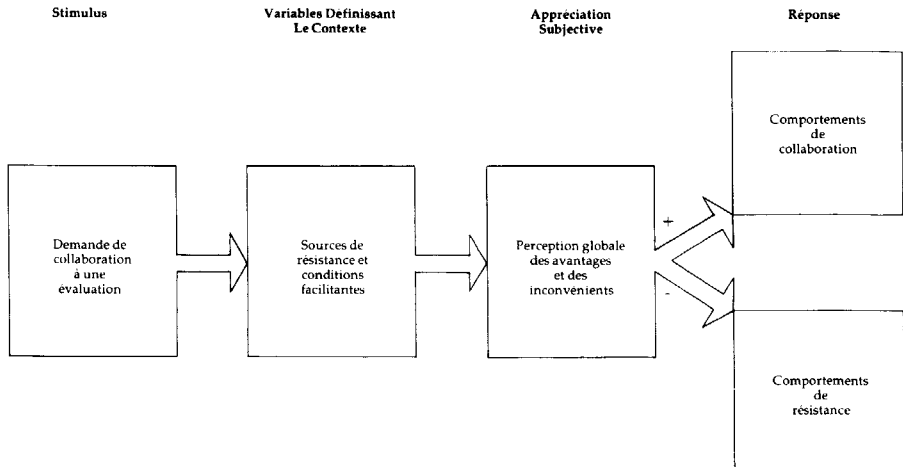 Stimulus
Variables Définissant
Le Contexte
Appréciation
Subjective
Réponse
Demande de
collaboration
à une
évaluation
Sources de
résistance et
conditions
facilitantes
Perception globale
des avantages
et des
inconvénients
+
-
Comportements
de
collaboration
Comportements
de
résistance